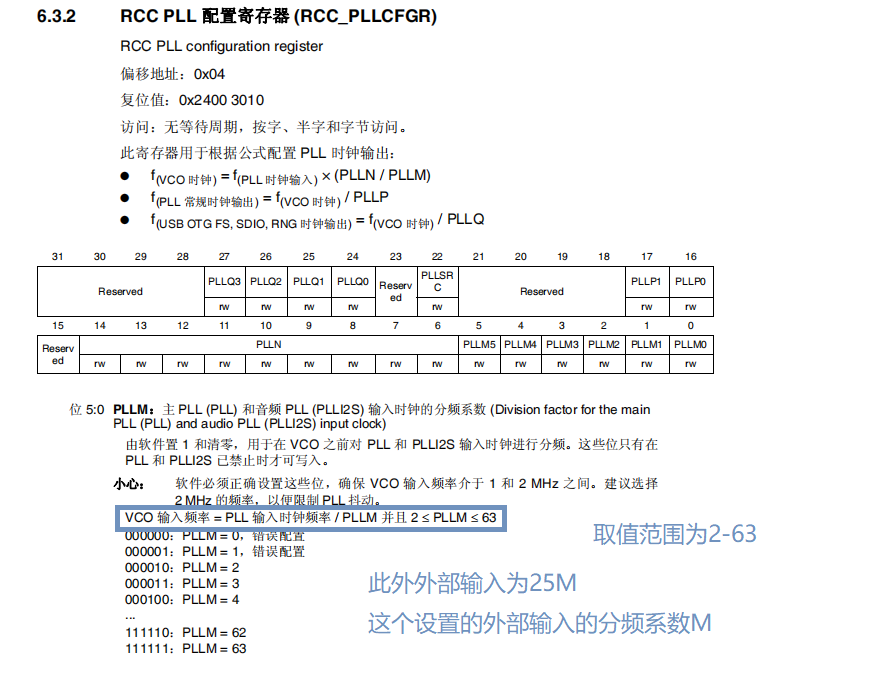 6.3.2 RCC PLL 配置寄存器 (RCC_PLLCFGR)
RCC PLL configuration register
偏移地址：0x04
复位值：0x2400 3010
访问：无等待周期，按字、半字和字节访问。
此寄存器用于根据公式配置 PLL 时钟输出：
● f(VCO 时钟) = f(PLL 时钟输入) × (PLLN / PLLM)
● f(PLL 常规时钟输出) = f(VCO 时钟) / PLLP
● f(USB OTG FS, SDIO, RNG 时钟输出) = f(VCO 时钟) / PLLQ
31 30 29 28 27 26 25 24 23 22 21 20 19 18 17 16
Reserved PLLQ3 PLLQ2 PLLQ1 PLLQ0 Reserv ed PLLSR C Reserved PLLP1 PLLP0
rw rw rw rw rw rw rw
15 14 13 12 11 10 9 8 7 6 5 4 3 2 1 0
Reserv ed PLLN PLLM5 PLLM4 PLLM3 PLLM2 PLLM1 PLLM0
rw rw rw rw rw rw rw rw rw rw rw rw rw rw rw
位 5:0 PLLM：主 PLL (PLL) 和音频 PLL (PLLI2S) 输入时钟的分频系数 (Division factor for the main
PLL (PLL) and audio PLL (PLLI2S) input clock)
由软件置 1 和清零，用于在 VCO 之前对 PLL 和 PLLI2S 输入时钟进行分频。这些位只有在
PLL 和 PLLI2S 已禁止时才可写入。
小心： 软件必须正确设置这些位，确保 VCO 输入频率介于 1 和 2 MHz 之间。建议选择
2 MHz 的频率，以便限制 PLL 抖动。
VCO 输入频率 = PLL 输入时钟频率 / PLLM 并且 2 ≤ PLLM ≤ 63
000000：PLLM = 0，错误配置
取值范围为2-63
000001：PLLM = 1，错误配置
000010：PLLM = 2
000011：PLLM = 3
此外外部输入为25M
000100：PLLM = 4
...
这个设置的外部输入的分频系数M
111110：PLLM = 62
111111：PLLM = 63